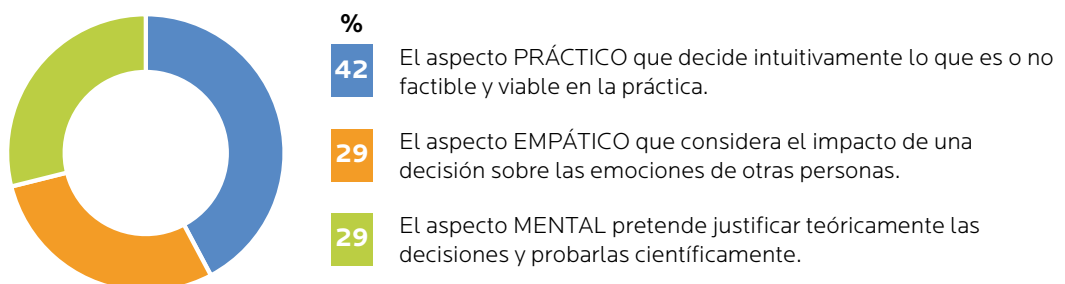 %
42
El aspecto PRÁCTICO que decide intuitivamente lo que es o no
factible y viable en la práctica.
29
El aspecto EMPÁTICO que considera el impacto de una
decisión sobre las emociones de otras personas.
29
El aspecto MENTAL pretende justificar teóricamente las
decisiones y probarlas científicamente.